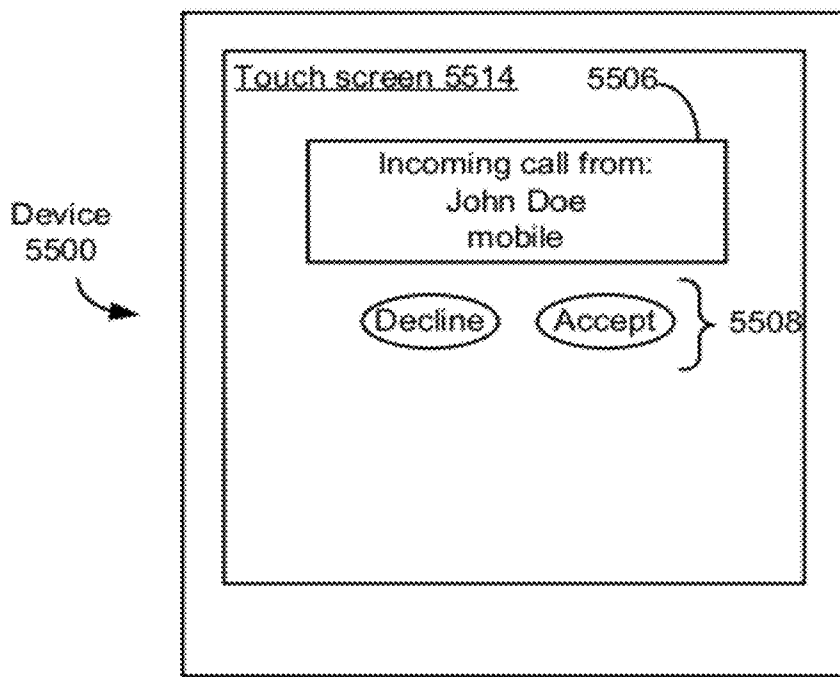 Touch screen 5514
5506
Incoming call from:
John Doe
mobile
Device
5500
Decline
Accept
5508